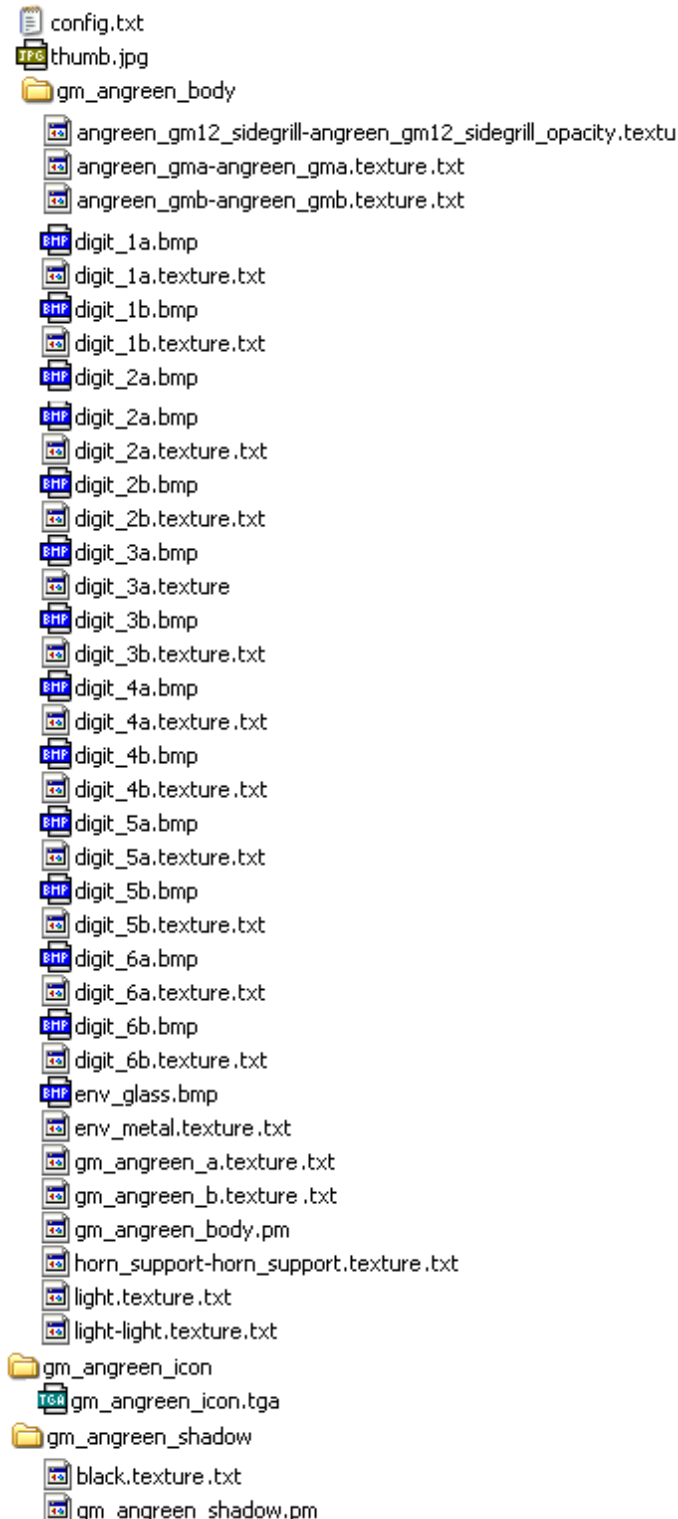 config.txt
thumb.jpg
gm_angreen_body
angreen_gm12_sidegrill-angreen_gm12_sidegrill_opacity.textu
angreen_gma-angreen_gma.texture.txt
angreen_gmb-angreen_gmb.texture.txt
digit_1a.bmp
digit_1a.texture.txt
digit_1b.bmp
digit_1b.texture.txt
digit_2a.bmp
digit_2a.bmp
digit_2a.texture.txt
digit_2b.bmp
digit_2b.texture.txt
digit_3a.bmp
digit_3a.texture
digit_3b.bmp
digit_3b.texture.txt
digit_4a.bmp
digit_4a.texture.txt
digit_4b.bmp
digit_4b.texture.txt
digit_5a.bmp
digit_5a.texture.txt
digit_5b.bmp
digit_5b.texture.txt
digit_6a.bmp
digit_6a.texture.txt
digit_6b.bmp
digit_6b.texture.txt
env_glass.bmp
env_metal.texture.txt
gm_angreen_a.texture.txt
gm_angreen_b.texture .txt
gm_angreen_body.pm
horn_support-horn_support.texture.txt
light.texture.txt
light-light.texture.txt
gm_angreen_icon
gm_angreen_icon.tga
gm_angreen_shadow
black.texture.txt
gm_angreen_shadow.pm